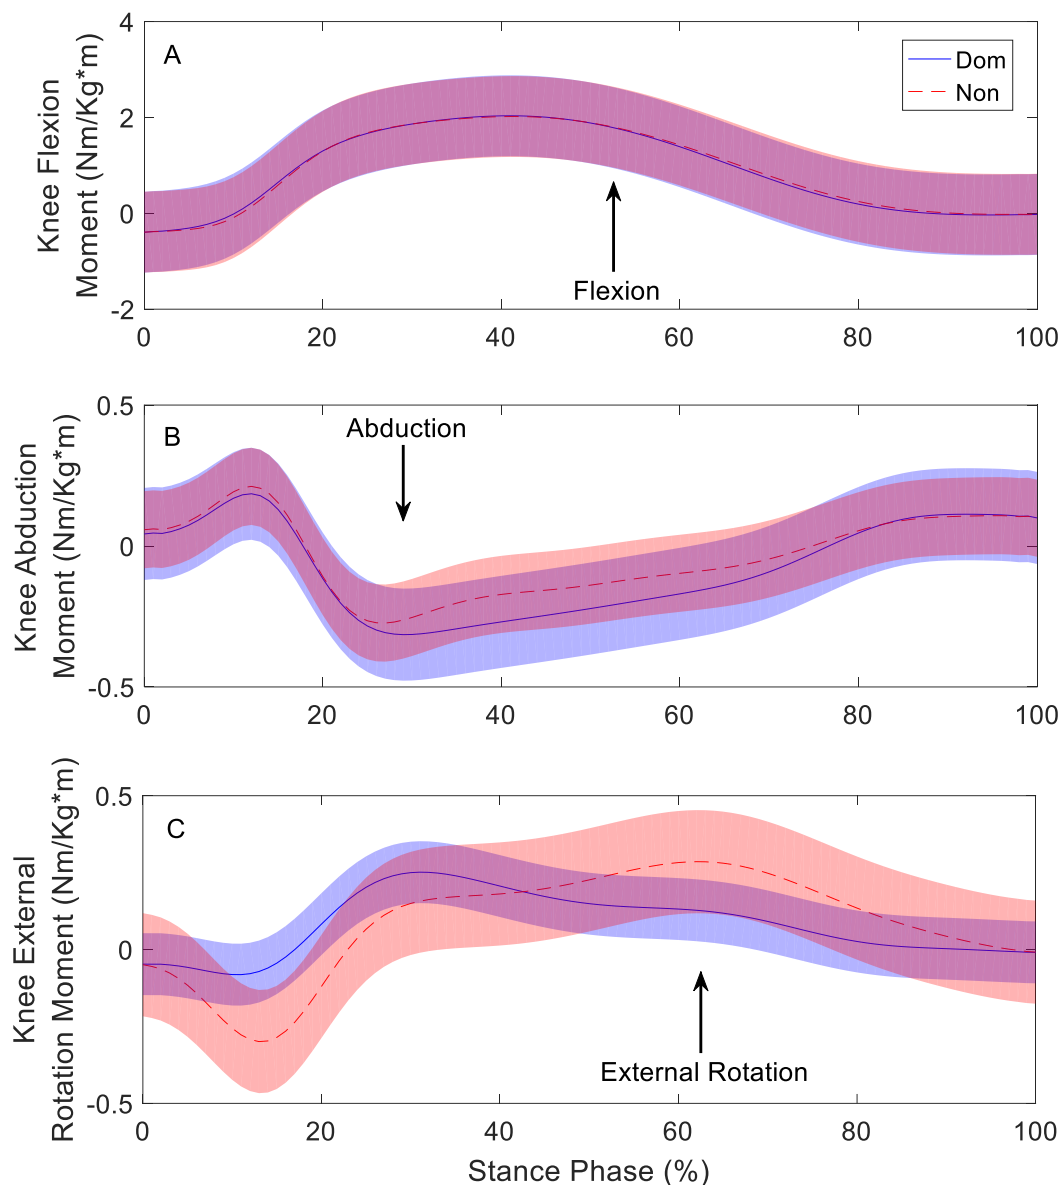 A
Dom
Non
Knee Flexion
Moment (Nm/Kg*m)
4
2
0
-2
Flexion
0 20 40 60 80 100
B
Abduction
Knee Abduction
Moment (Nm/Kg*m)
0.5
0
-0.5
0 20 40 60 80 100
C
Knee External
Rotation Moment (Nm/Kg*m)
0.5
0
-0.5
External Rotation
0 20 40 60 80 100
Stance Phase (%)